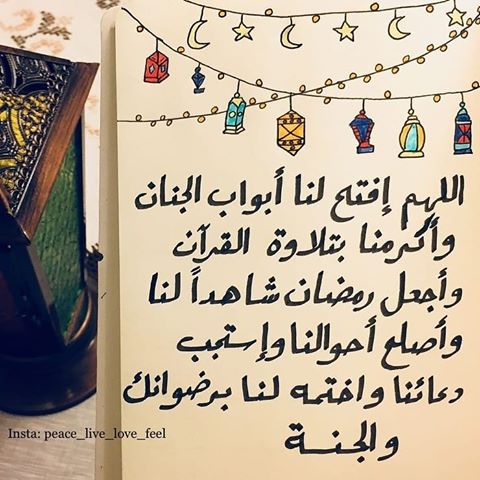 اللهم إفتح لنا أبواب الجنان
وأكرمنا بتلاوة القرآن
وأجعل رمضان شاهداً لنا
وأصلح أحوالنا وإستجب
دعائنا واختمه لنا برضوانك
والجنة
Insta: peace_live_love_feel